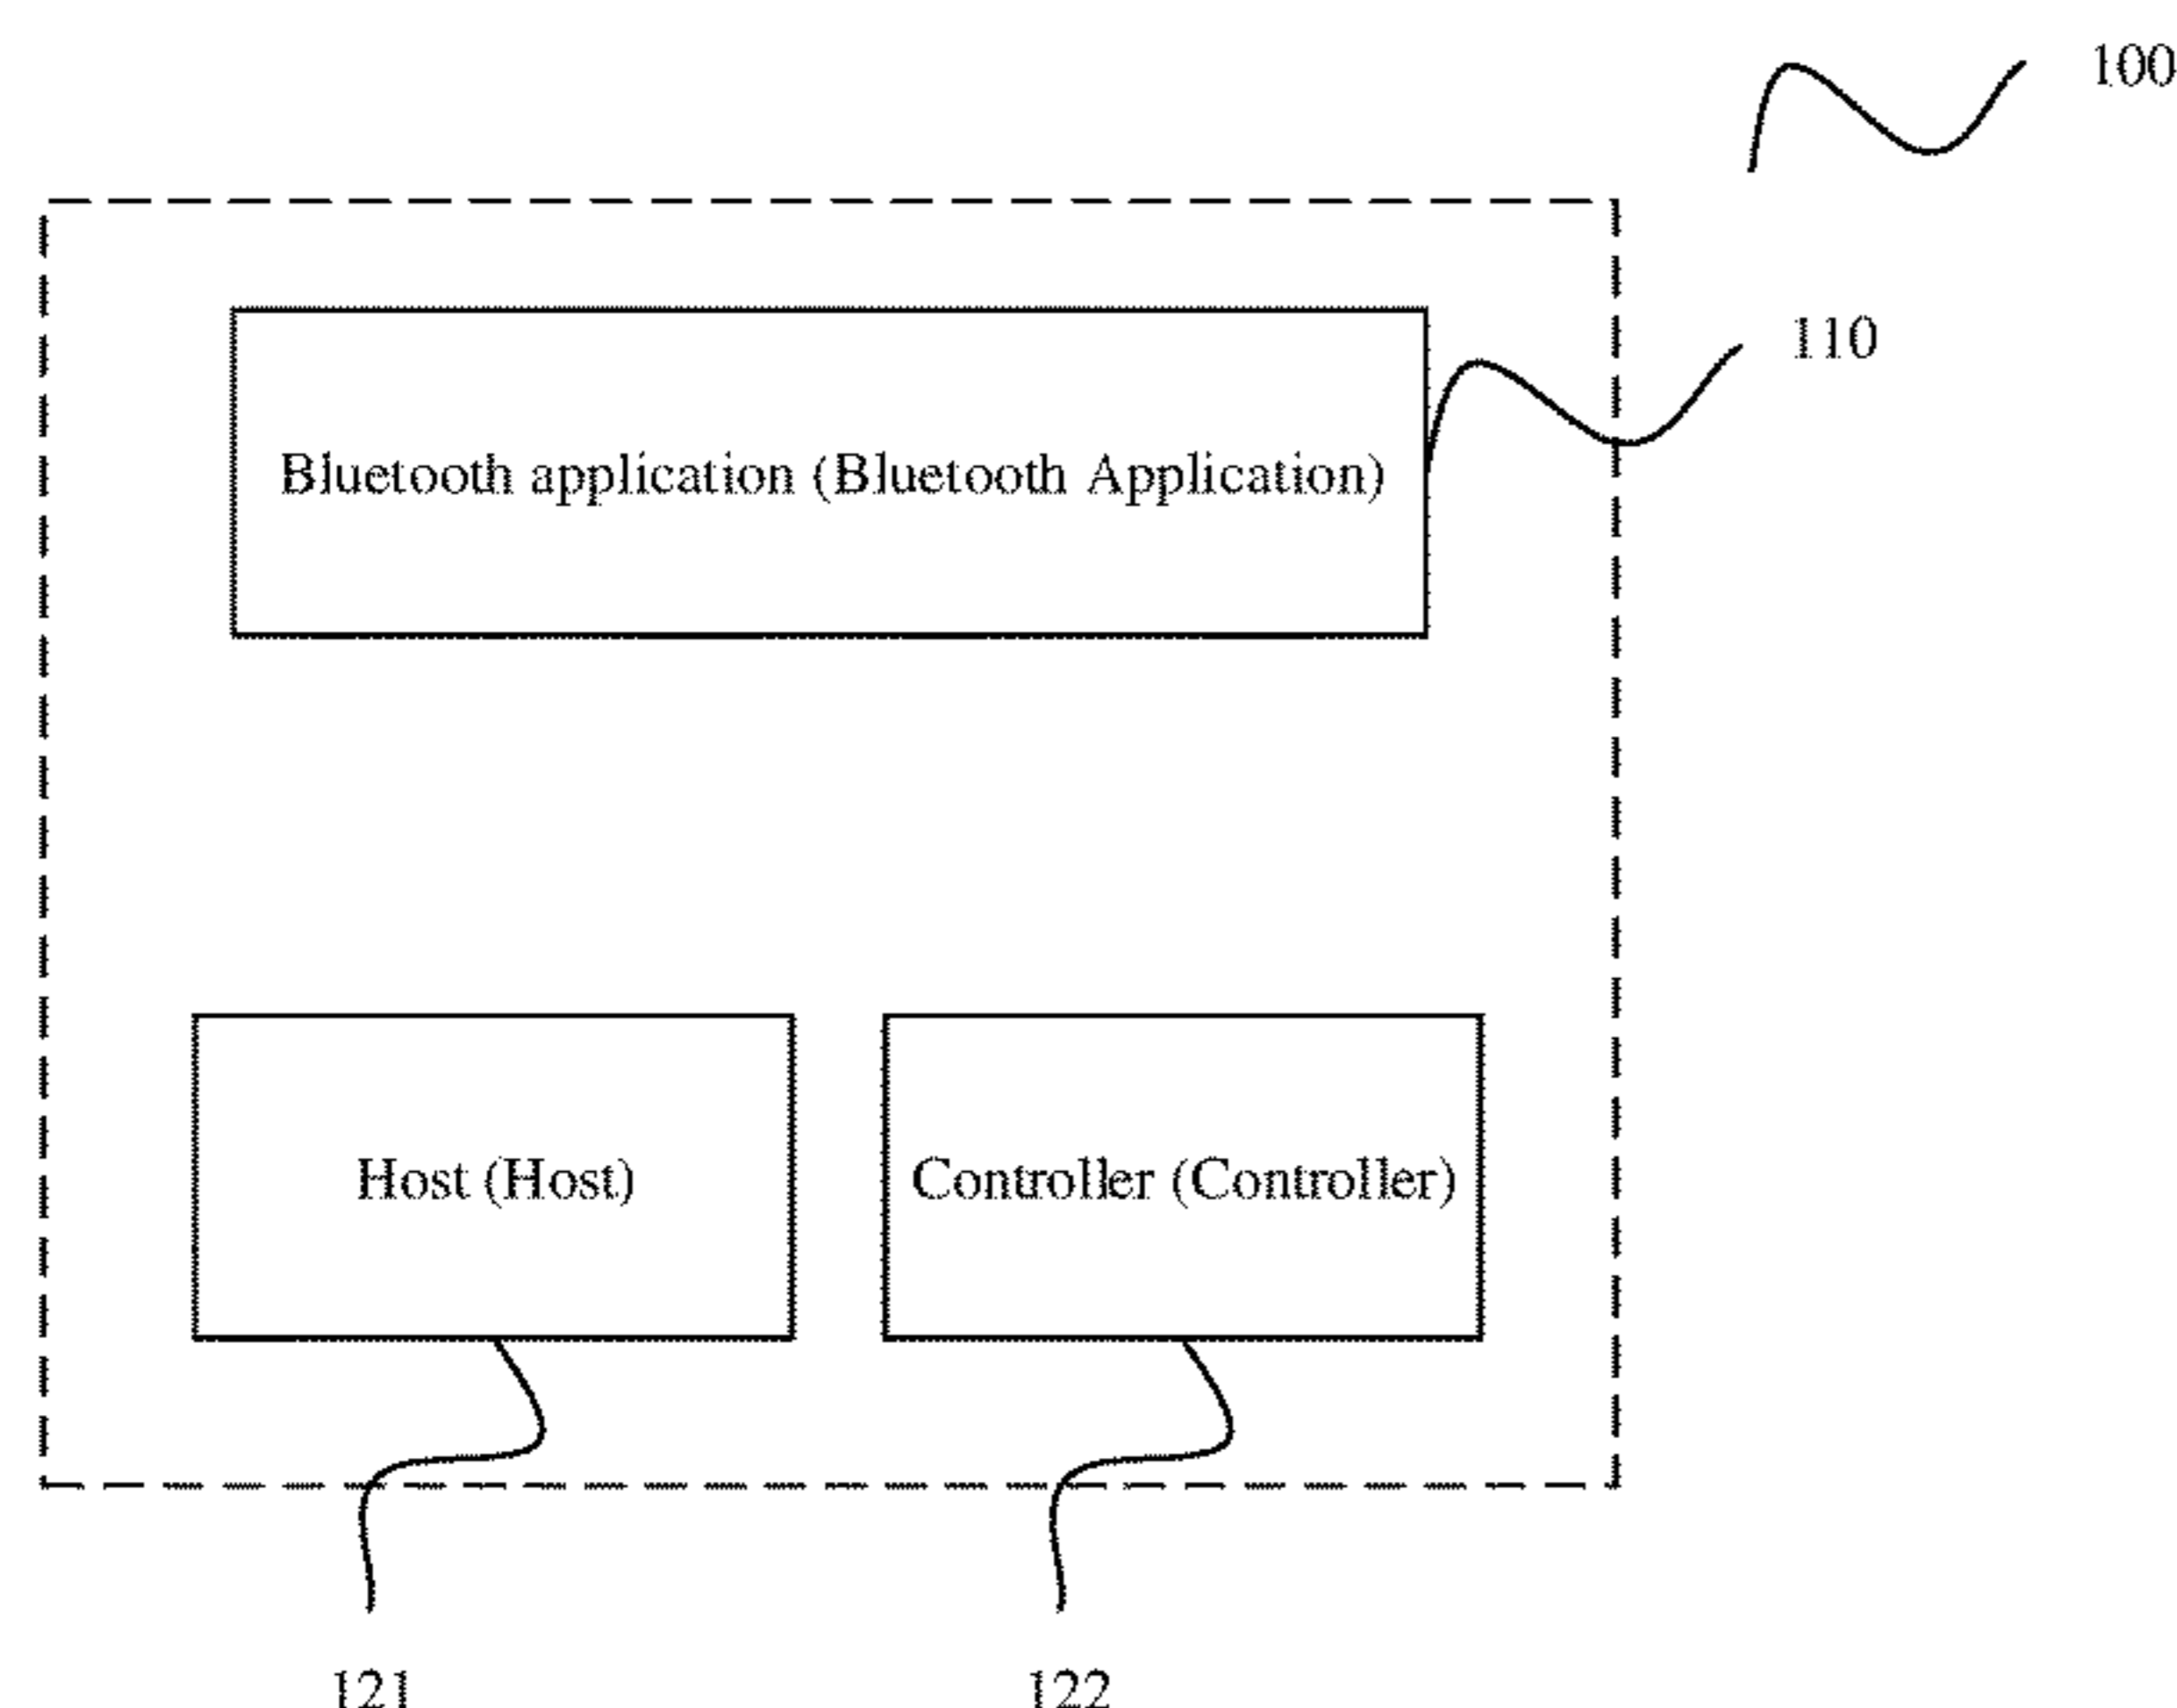 100
110
Bluetooth application (Bluetooth Application)
Host (Host)
Controller (Controller)
121
122